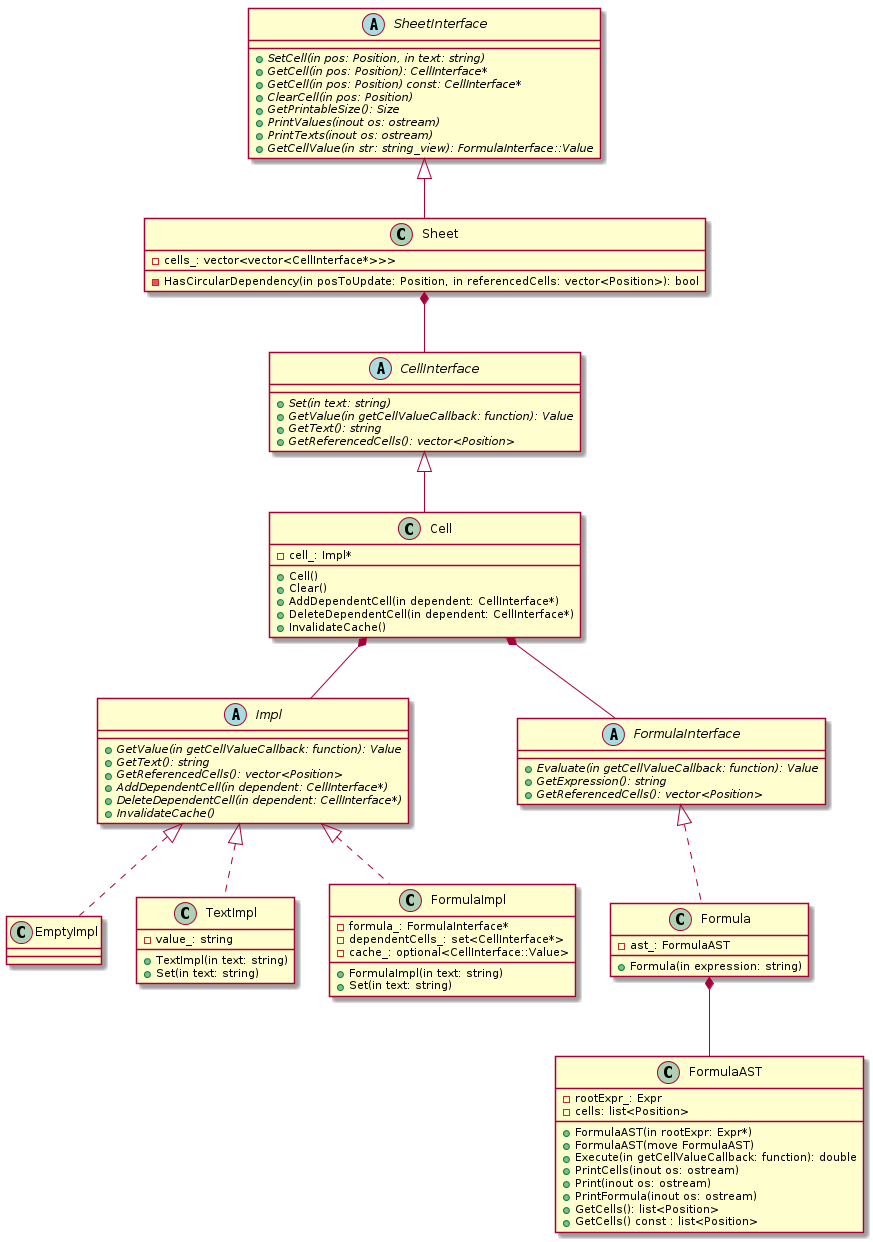 A SheetInterface
SetCell(in pos: Position, in text: string)
GetCell(in pos: Position): CellInterface*
GetCell(in pos: Position) const: CellInterface*
ClearCell(in pos: Position)
GetPrintableSize(): Size
PrintValues(inout os: ostream)
PrintTexts(inout os: ostream)
GetCellValue(in str: string_view): FormulaInterface::Value
C Sheet
cells_: vector<vector<CellInterface*>>>
HasCircularDependency(in posToUpdate: Position, in referencedCells: vector<Position>): bool
A CellInterface
Set(in text: string)
GetValue(in getCellValueCallback: function): Value
GetText(): string
GetReferencedCells(): vector<Position>
C Cell
cell_: Impl*
Cell()
Clear()
AddDependentCell(in dependent: CellInterface*)
DeleteDependentCell(in dependent: CellInterface*)
InvalidateCache()
A Impl
GetValue(in getCellValueCallback: function): Value
GetText(): string
GetReferencedCells(): vector<Position>
AddDependentCell(in dependent: CellInterface*)
DeleteDependentCell(in dependent: CellInterface*)
InvalidateCache()
A FormulaInterface
Evaluate(in getCellValueCallback: function): Value
GetExpression(): string
GetReferencedCells(): vector<Position>
C EmptyImpl
C TextImpl
value_: string
TextImpl(in text: string)
Set(in text: string)
C FormulaImpl
formula_: FormulaInterface*
dependentCells_: set<CellInterface*>
cache_: optional<CellInterface::Value>
FormulaImpl(in text: string)
Set(in text: string)
C Formula
ast_: FormulaAST
Formula(in expression: string)
C FormulaAST
rootExpr_: Expr
cells: list<Position>
FormulaAST(in rootExpr: Expr*)
FormulaAST(move FormulaAST)
Execute(in getCellValueCallback: function): double
PrintCells(inout os: ostream)
Print(inout os: ostream)
PrintFormula(inout os: ostream)
GetCells(): list<Position>
GetCells() const : list<Position>